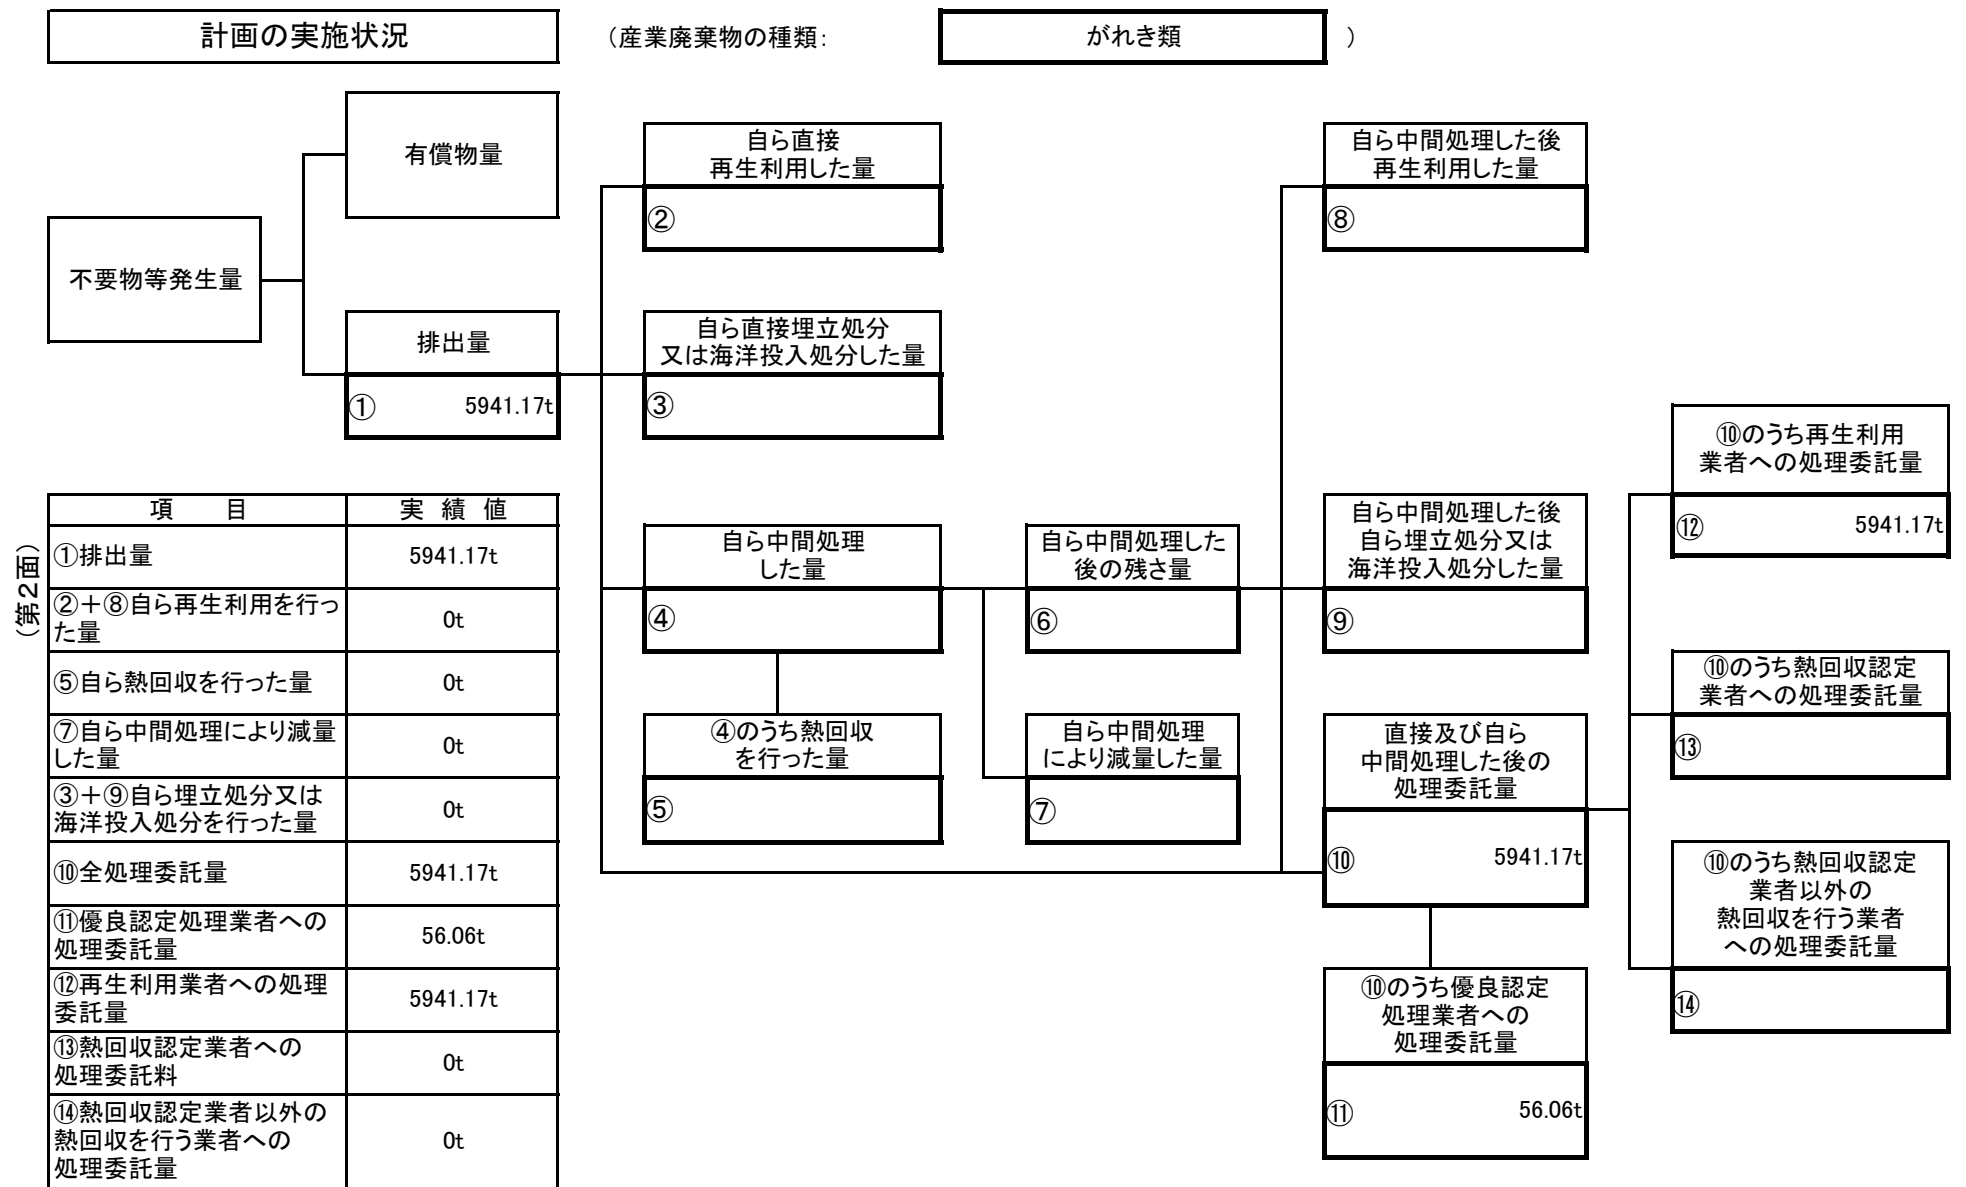 計画の実施状況
（産業廃棄物の種類：
がれき類
）
有償物量
不要物等発生量
排出量
① 5941.17t
自ら直接
再生利用した量
②
自ら直接埋立処分
又は海洋投入処分した量
③
自ら中間処理
した量
④
④のうち熱回収
を行った量
⑤
自ら中間処理した
後の残さ量
⑥
自ら中間処理
により減量した量
⑦
自ら中間処理した後
再生利用した量
⑧
自ら中間処理した後
自ら埋立処分又は
海洋投入処分した量
⑨
直接及び自ら
中間処理した後の
処理委託量
⑩ 5941.17t
⑩のうち優良認定
処理業者への
処理委託量
⑪ 56.06t
⑩のうち再生利用
業者への処理委託量
⑫ 5941.17t
⑩のうち熱回収認定
業者への処理委託量
⑬
⑩のうち熱回収認定
業者以外の
熱回収を行う業者
への処理委託量
⑭
（第２面）
項　目 実 績 値
①排出量 5941.17t
②＋⑧自ら再生利用を行っ
た量 0t
⑤自ら熱回収を行った量 0t
⑦自ら中間処理により減量
した量 0t
③＋⑨自ら埋立処分又は
海洋投入処分を行った量 0t
⑩全処理委託量 5941.17t
⑪優良認定処理業者への
処理委託量 56.06t
⑫再生利用業者への処理
委託量 5941.17t
⑬熱回収認定業者への
処理委託料 0t
⑭熱回収認定業者以外の
熱回収を行う業者への
処理委託量 0t